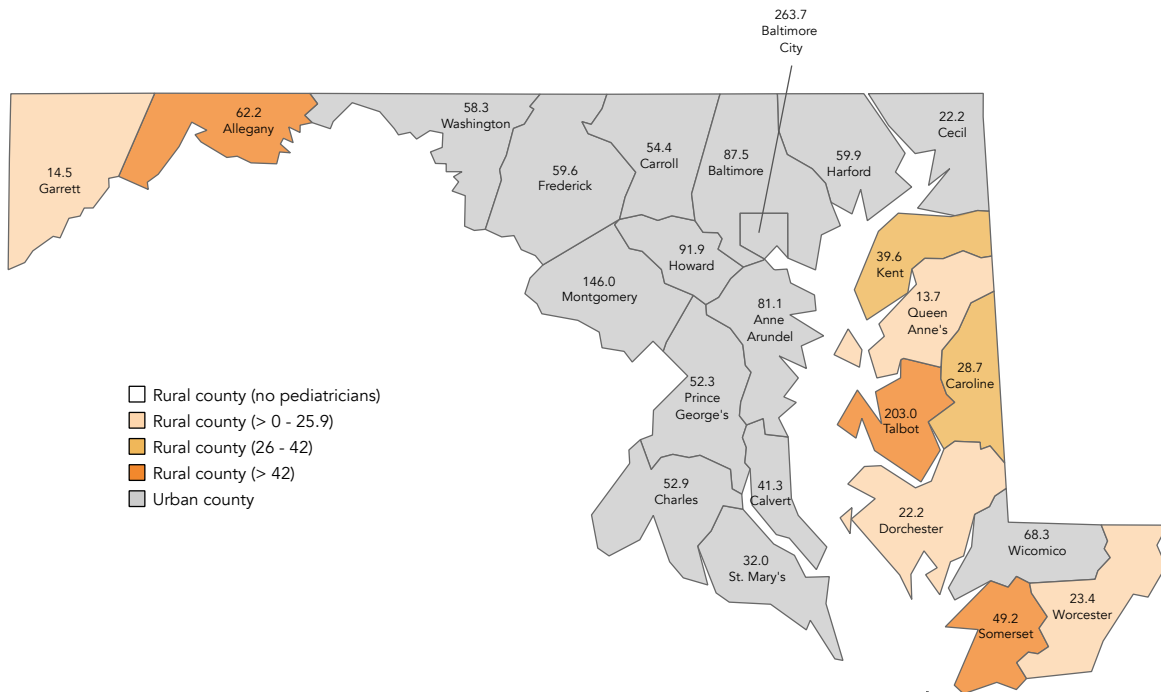 263.7
Baltimore
City
62.2
Allegany
58.3
Washington
22.2
Cecil
14.5
Garrett
59.6
Frederick
54.4
Carroll
87.5
Baltimore
59.9
Harford
91.9
Howard
39.6
Kent
146.0
Montgomery
81.1
Anne
Arundel
13.7
Queen
Anne's
52.3
Prince
George's
28.7
Caroline
203.0
Talbot
Rural county (no pediatricians)
Rural county (> 0 - 25.9)
Rural county (26 - 42)
Rural county (> 42)
Urban county
52.9
Charles
41.3
Calvert
22.2
Dorchester
32.0
St. Mary's
68.3
Wicomico
49.2
Somerset
23.4
Worcester